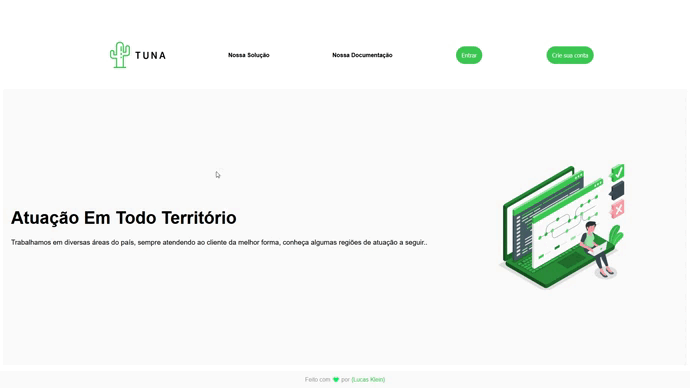 TUNA
Nossa Solução
Nossa Documentação
Entrar
Crie sua conta
Atuação Em Todo Território
Trabalhamos em diversas áreas do país, sempre atendendo ao cliente da melhor forma, conheça algumas regiões de atuação a seguir..
Feito com 💚 por {Lucas Klein}